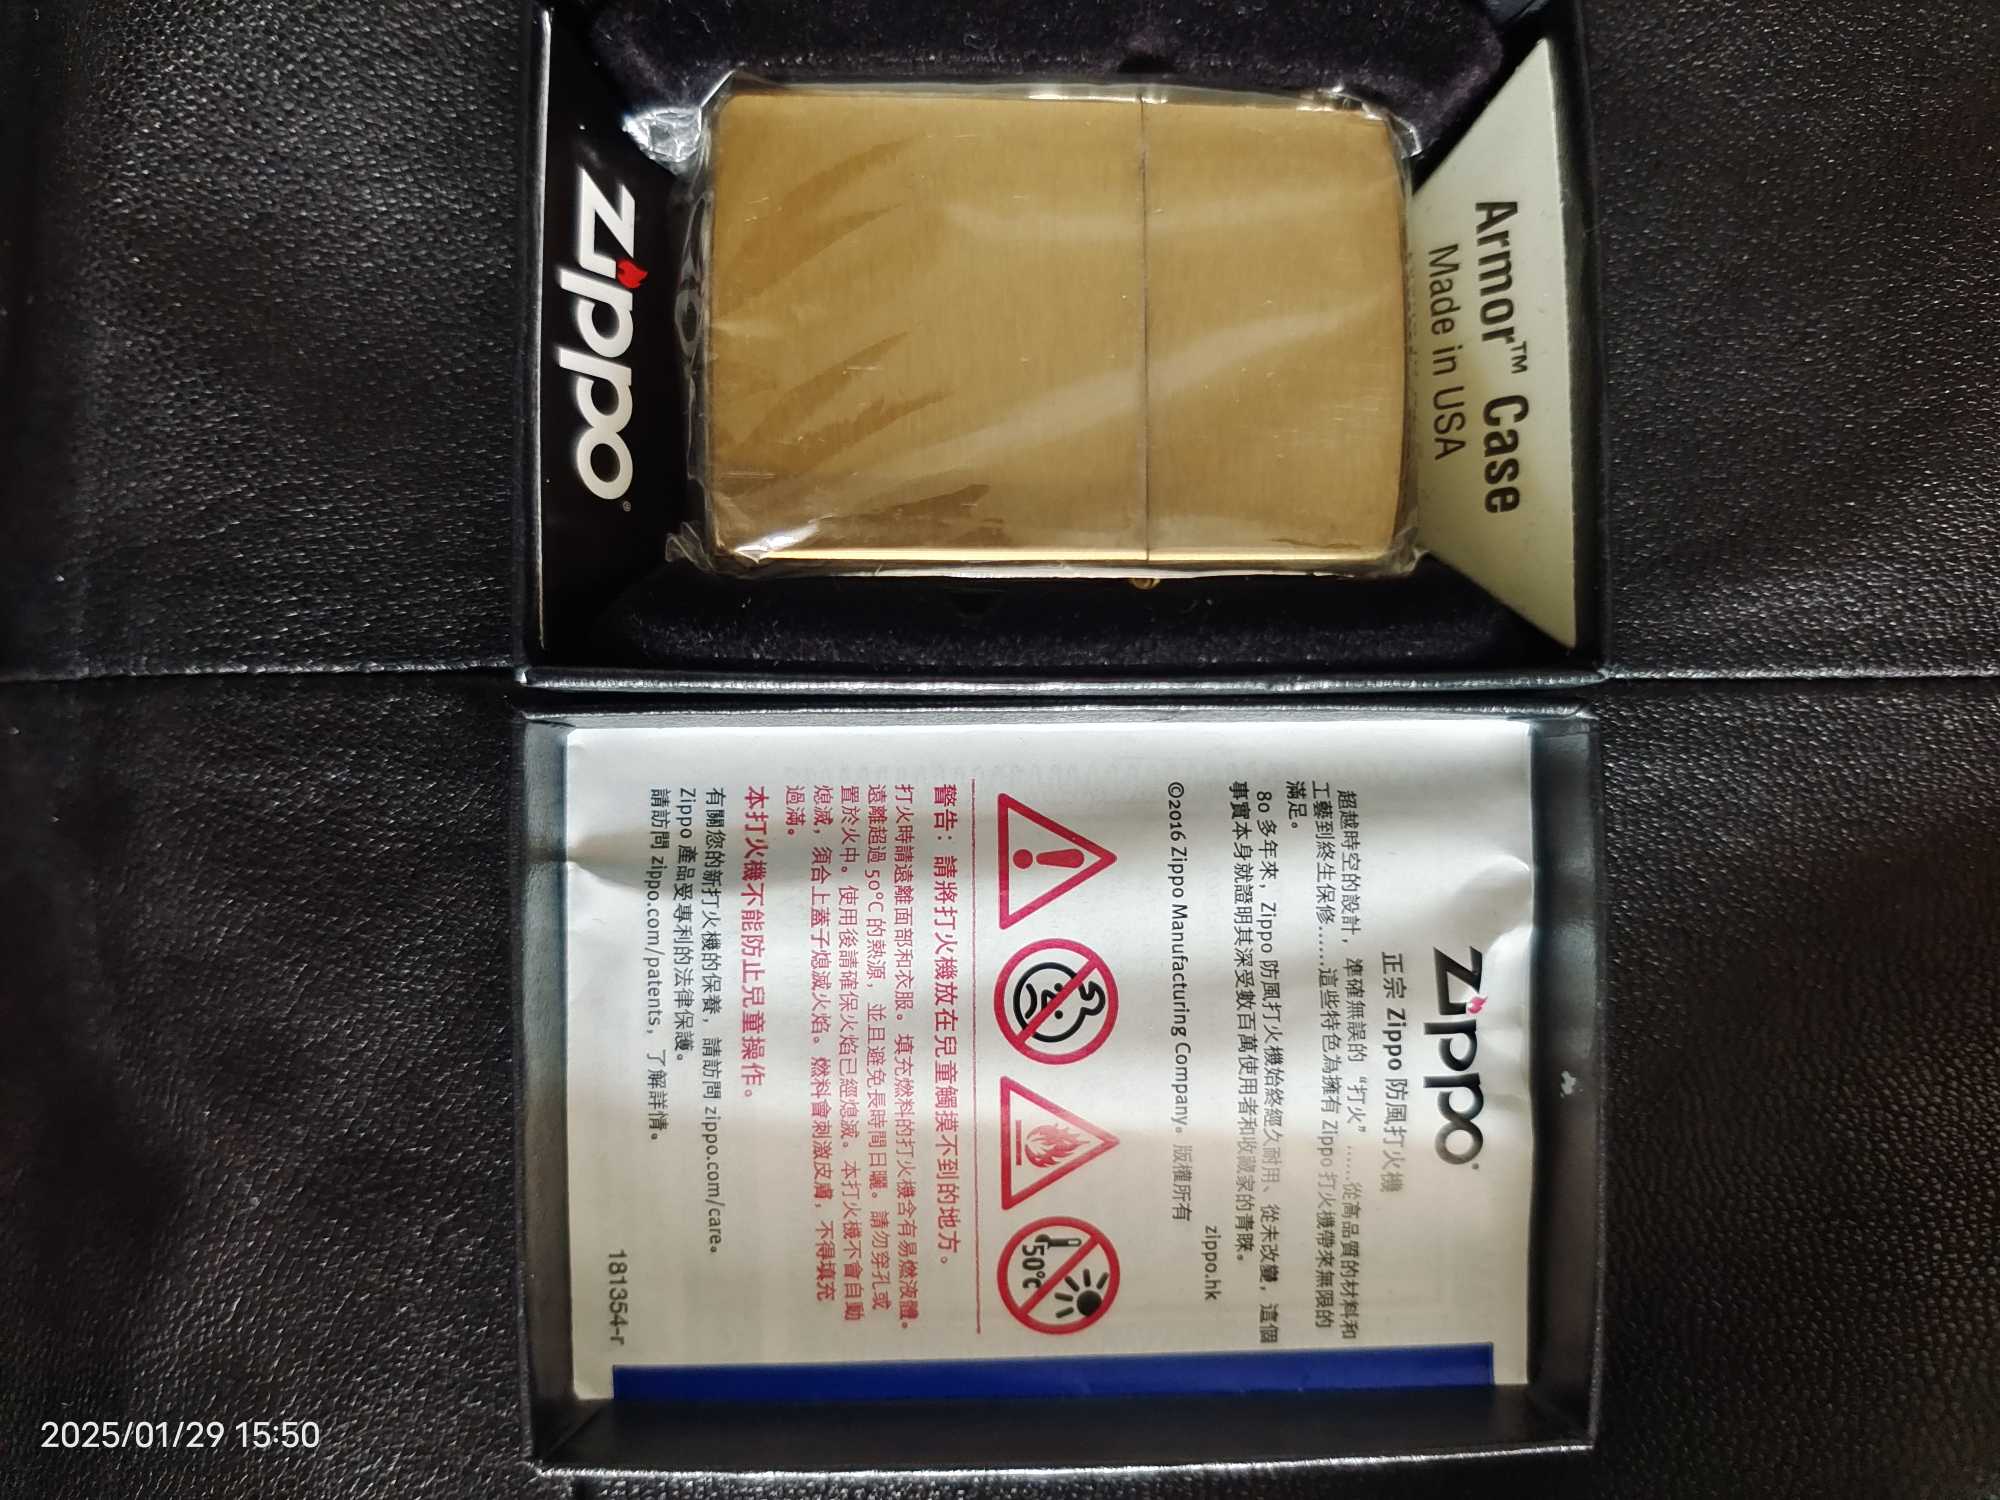 zippo®
Armor™ Case
Made in USA
zippo®
正宗 Zippo 防風打火機
超越時空的設計，準確無誤的“打火”……從高品質的材料和
工藝到終生保修……這些特色為擁有 Zippo 打火機帶來無限的
滿足。
80 多年來，Zippo 防風打火機始終經久耐用、從未改變，這個
事實本身就證明其深受數百萬使用者和收藏家的青睞。
zippo.hk
©2016 Zippo Manufacturing Company。版權所有
50°C
警告：請將打火機放在兒童觸摸不到的地方。
打火時請遠離面部和衣服。填充燃料的打火機含有易燃液體。
遠離超過 50°C 的熱源，並且避免長時間日曬。請勿穿孔或
置於火中。使用後請確保火焰已經熄滅。本打火機不會自動
熄滅，須合上蓋子熄滅火焰。燃料會刺激皮膚，不得填充
過滿。
本打火機不能防止兒童操作。
有關您的新打火機的保養，請訪問 zippo.com/care。
Zippo 產品受專利的法律保護。
請訪問 zippo.com/patents，了解詳情。
181354-r
2025/01/29 15:50